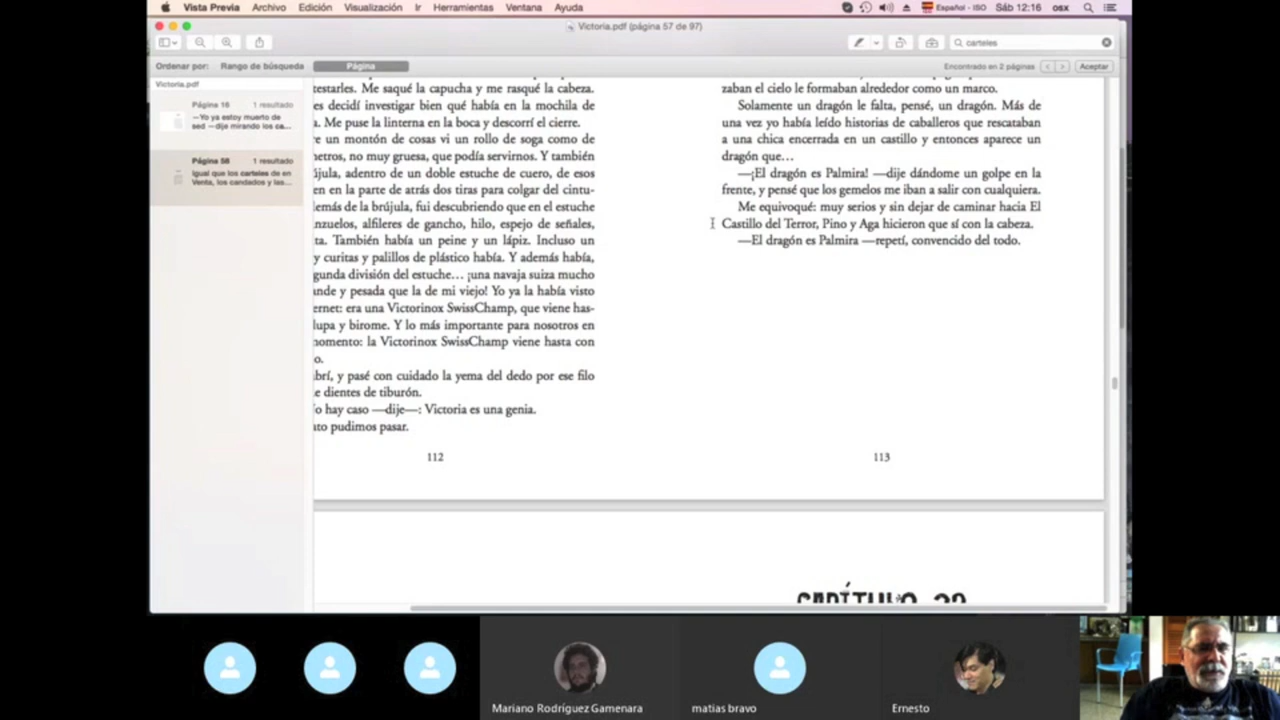 Vista Previa Archivo Edición Visualización Ir Herramientas Ventana Ayuda
Español - ISO Sáb 12:16 OSX
Victoria.pdf (página 57 de 97)
carteles
Ordenar por: Rango de búsqueda Página
Encontrado en 2 páginas < > Aceptar
Victoria.pdf
Página 16 1 resultado
—Yo ya estoy muerto de
sed —dije mirando los ca...
Página 58 1 resultado
Igual que los carteles de en
Venta, los candados y las...
testarles. Me saqué la capucha y me rasqué la cabeza.
es decidí investigar bien qué había en la mochila de
a. Me puse la linterna en la boca y descorrí el cierre.
re un montón de cosas vi un rollo de soga como de
metros, no muy gruesa, que podía servirnos. Y también
újula, adentro de un doble estuche de cuero, de esos
en en la parte de atrás dos tiras para colgar del cintu-
lemás de la brújula, fui descubriendo que en el estuche
anzuelos, alfileres de gancho, hilo, espejo de señales,
ta. También había un peine y un lápiz. Incluso un
y curitas y palillos de plástico había. Y además había,
gunda división del estuche… ¡una navaja suiza mucho
ande y pesada que la de mi viejo! Yo ya la había visto
ernet: era una Victorinox SwissChamp, que viene has-
lupa y birome. Y lo más importante para nosotros en
momento: la Victorinox SwissChamp viene hasta con
o.
abrí, y pasé con cuidado la yema del dedo por ese filo
e dientes de tiburón.
o hay caso —dije—: Victoria es una genia.
ato pudimos pasar.
112
zaban el cielo le formaban alrededor como un marco.
Solamente un dragón le falta, pensé, un dragón. Más de
una vez yo había leído historias de caballeros que rescataban
a una chica encerrada en un castillo y entonces aparece un
dragón que…
—¡El dragón es Palmira! —dije dándome un golpe en la
frente, y pensé que los gemelos me iban a salir con cualquiera.
Me equivoqué: muy serios y sin dejar de caminar hacia El
Castillo del Terror, Pino y Aga hicieron que sí con la cabeza.
—El dragón es Palmira —repetí, convencido del todo.
113
CAPÍTULO
Mariano Rodríguez Gamenara
matias bravo
Ernesto